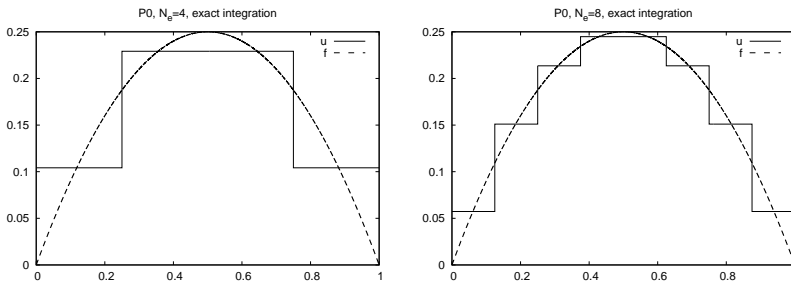 P0, N_e=4, exact integration
u
f
0.25
0.2
0.15
0.1
0.05
0
0 0.2 0.4 0.6 0.8 1
P0, N_e=8, exact integration
u
f
0.25
0.2
0.15
0.1
0.05
0
0 0.2 0.4 0.6 0.8